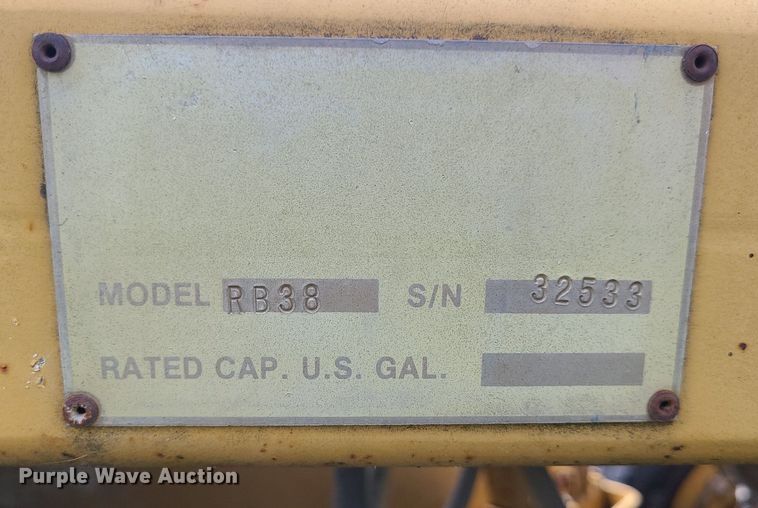 MODEL RB38 S/N 32533
RATED CAP. U.S. GAL.
Purple Wave Auction